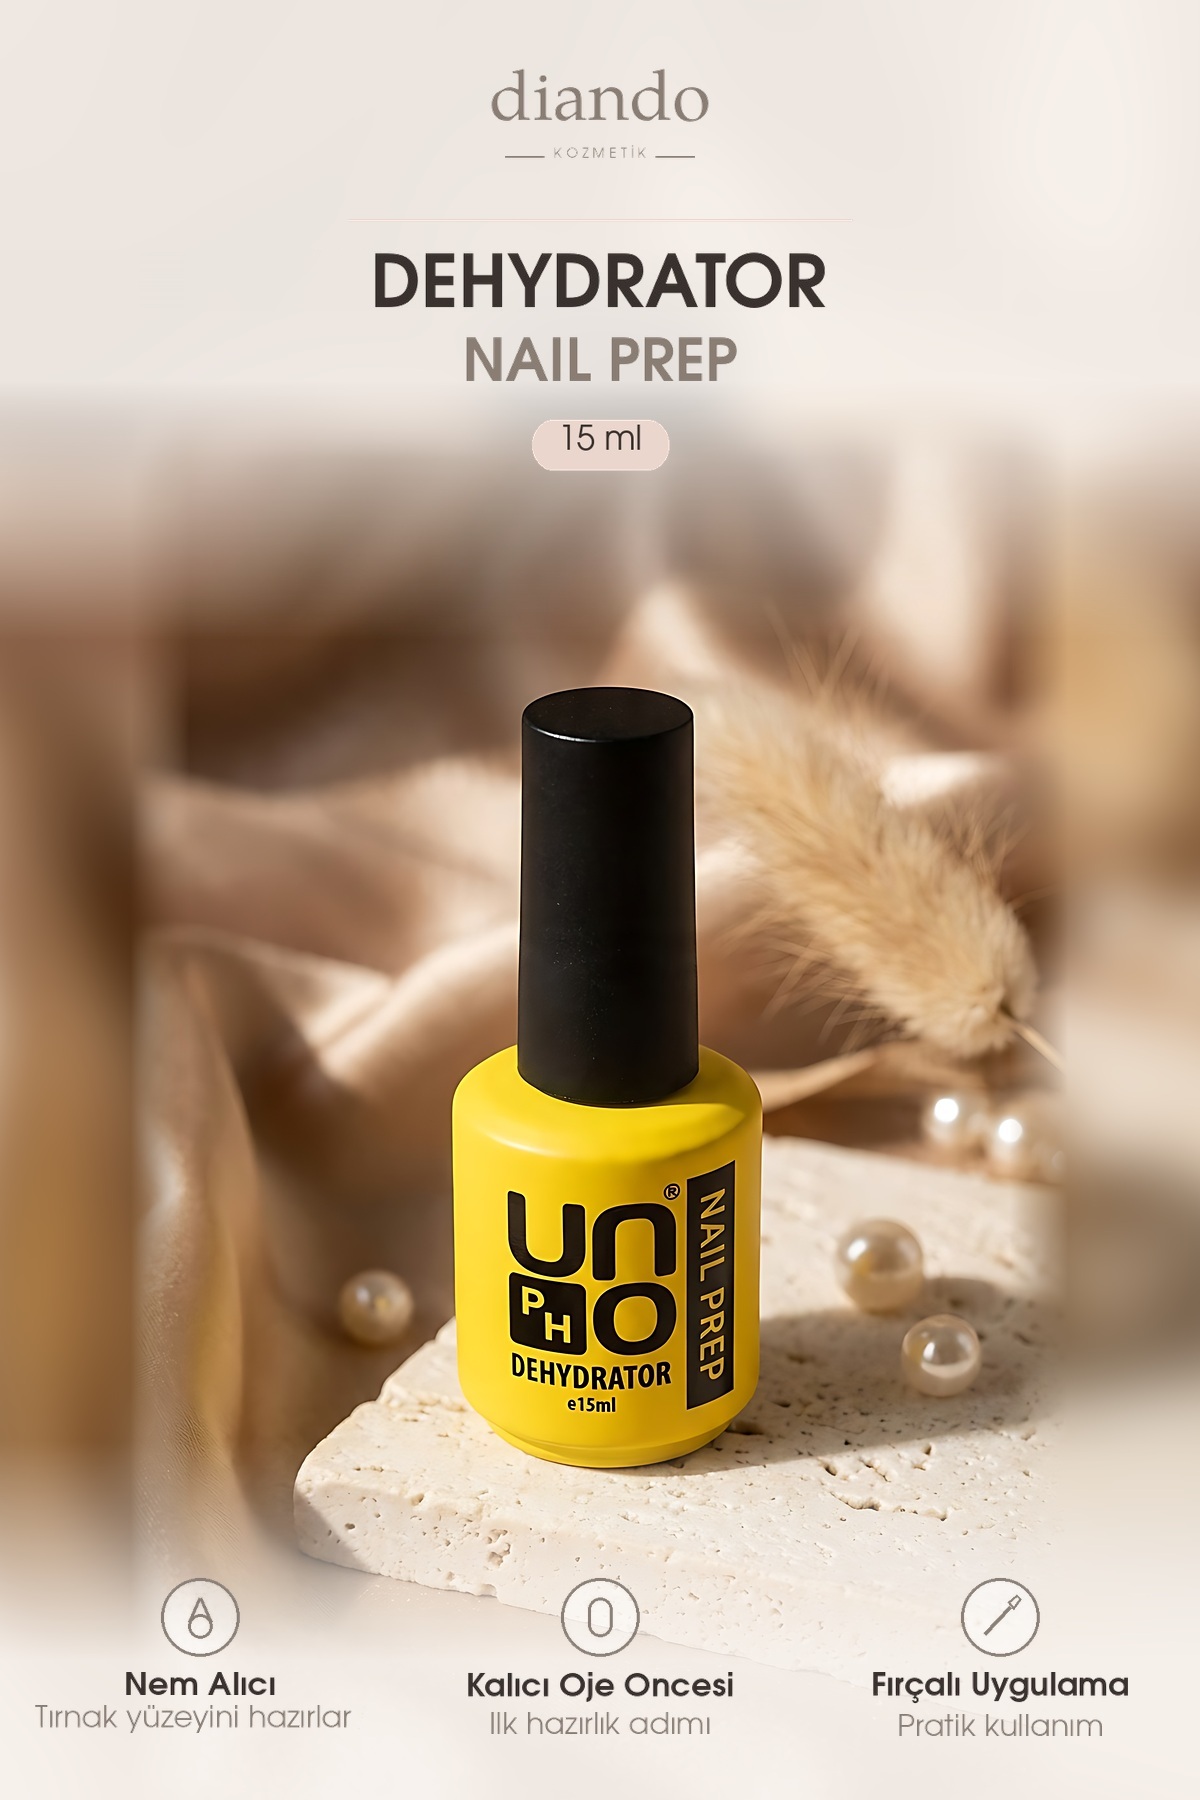 diando
KOZMETİK
DEHYDRATOR
NAIL PREP
15 ml
UNO
®
PH
DEHYDRATOR
e15ml
NAIL PREP
Nem Alıcı
Tırnak yüzeyini hazırlar
Kalıcı Oje Oncesi
Ilk hazırlık adımı
Fırçalı Uygulama
Pratik kullanım